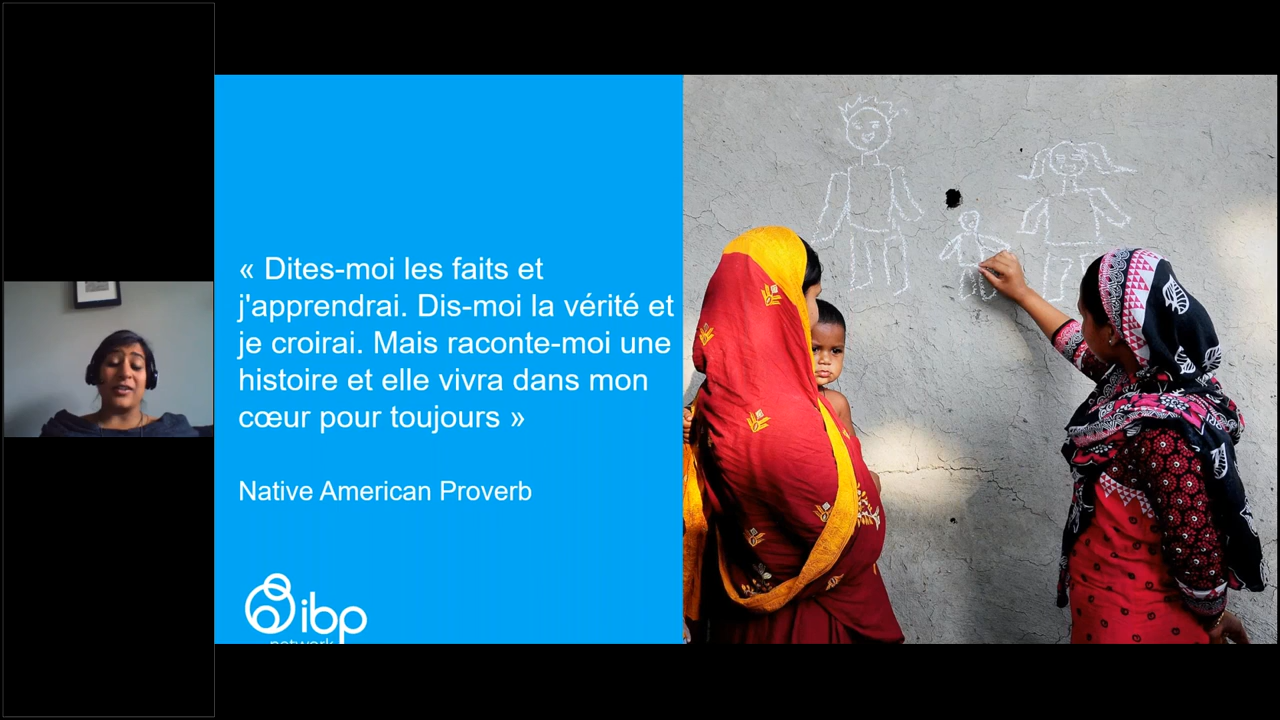 « Dites-moi les faits et
j'apprendrai. Dis-moi la vérité et
je croirai. Mais raconte-moi une
histoire et elle vivra dans mon
cœur pour toujours »
Native American Proverb
ibp
network